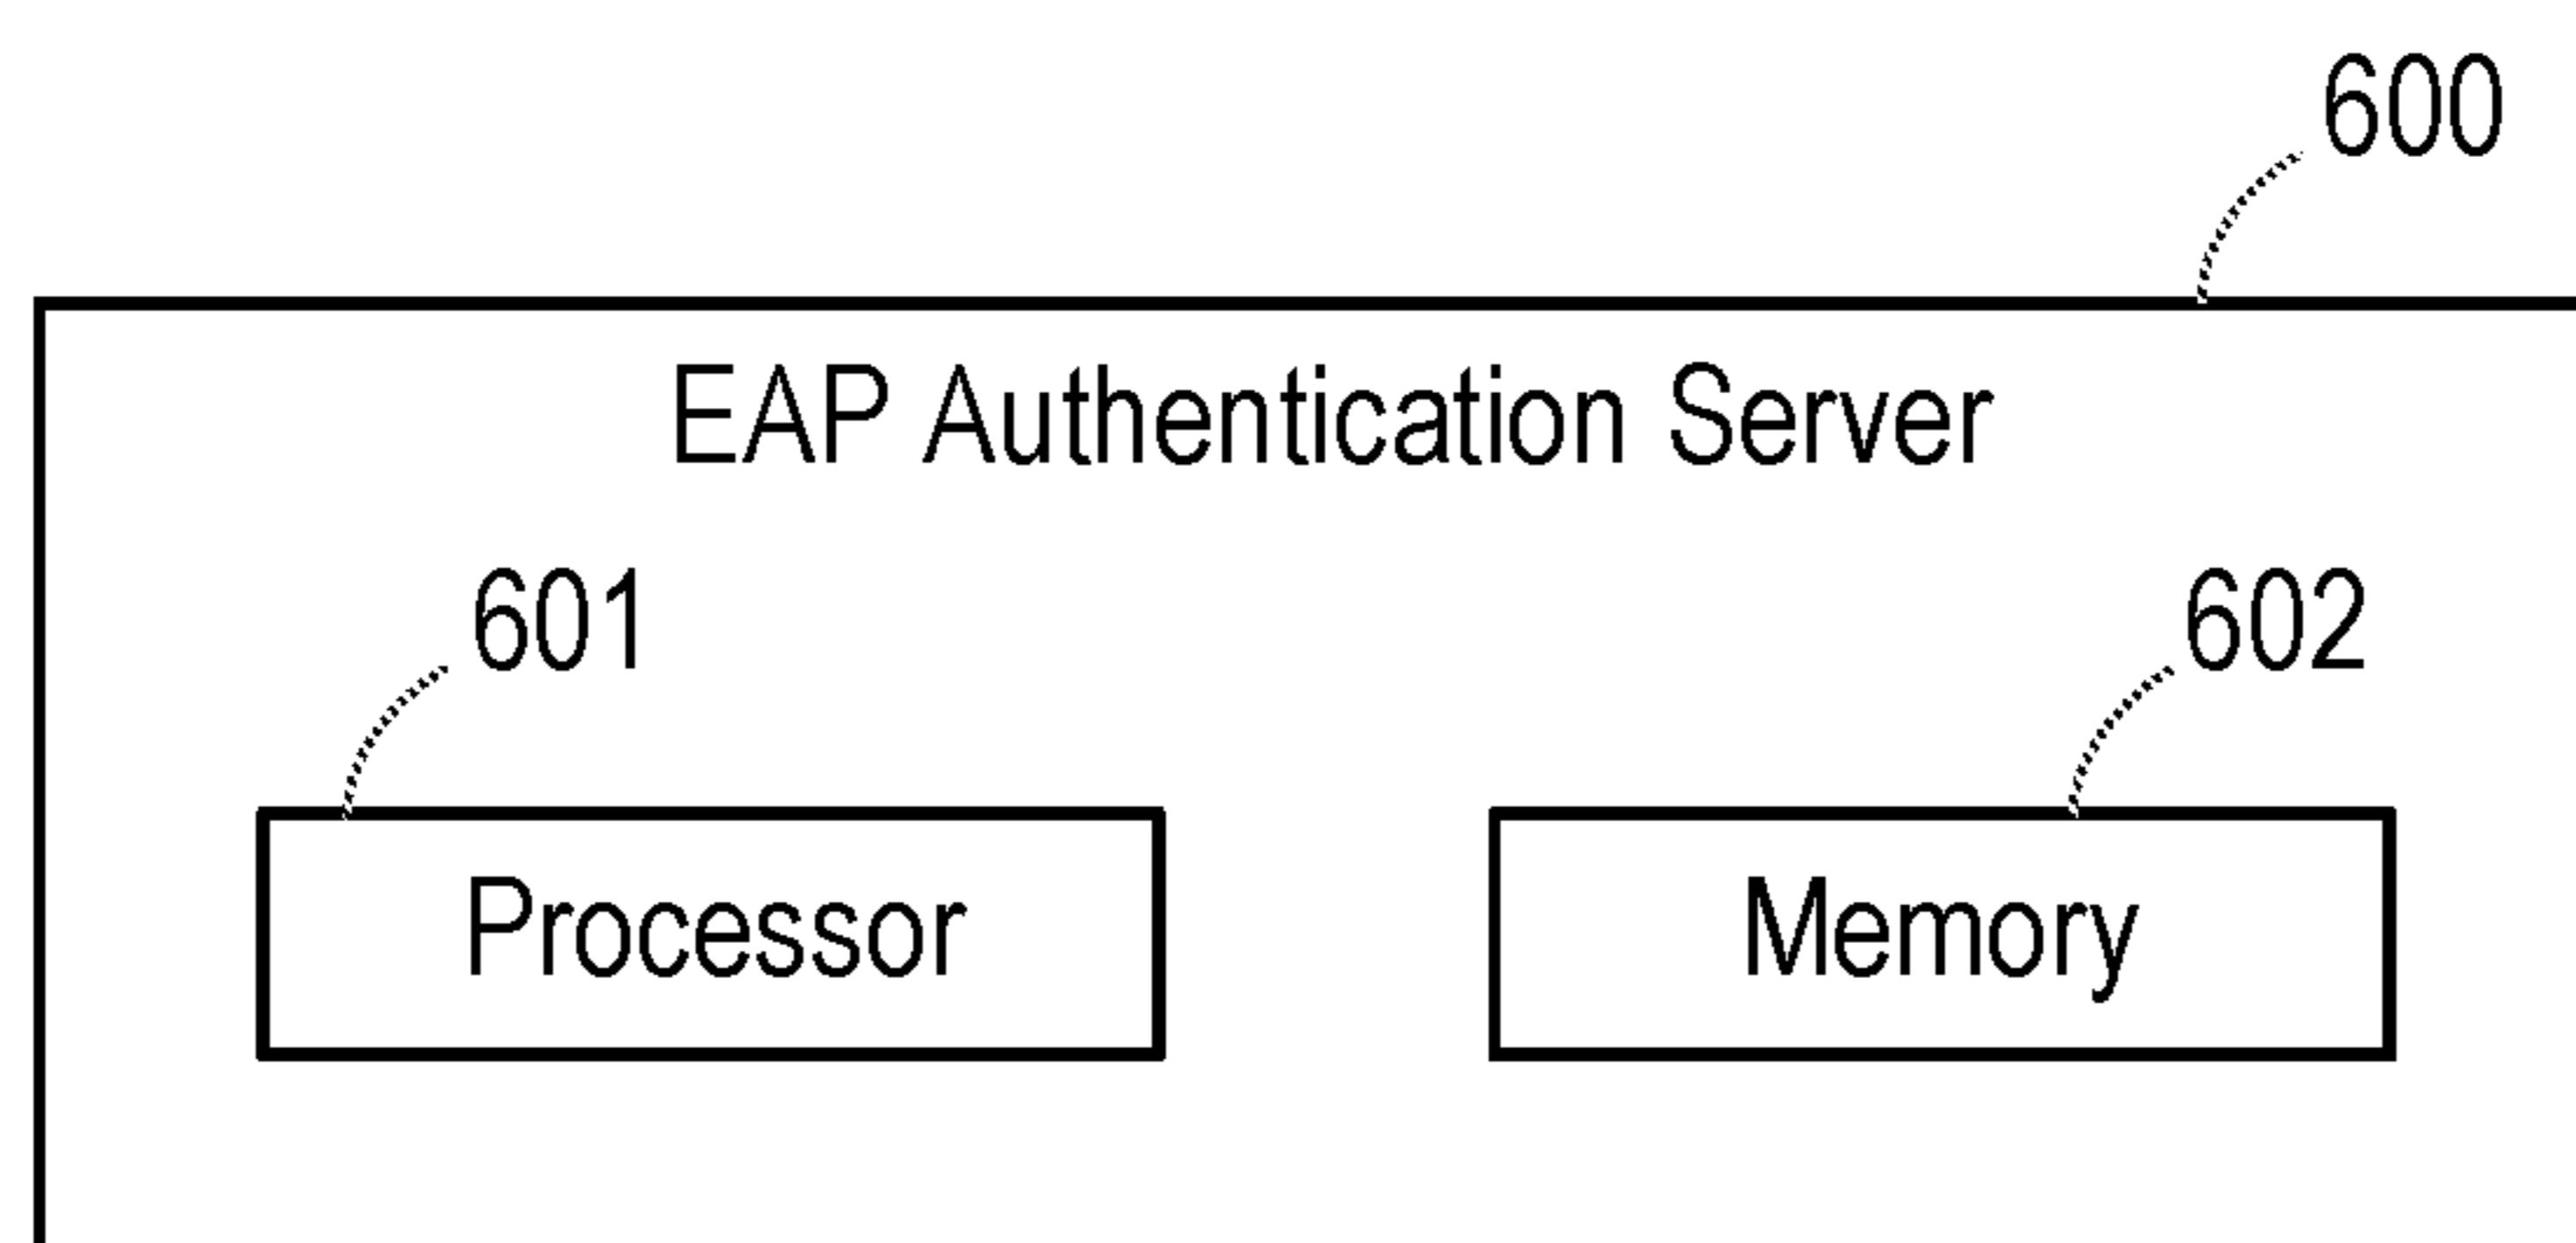 600
EAP Authentication Server
601
602
Processor
Memory